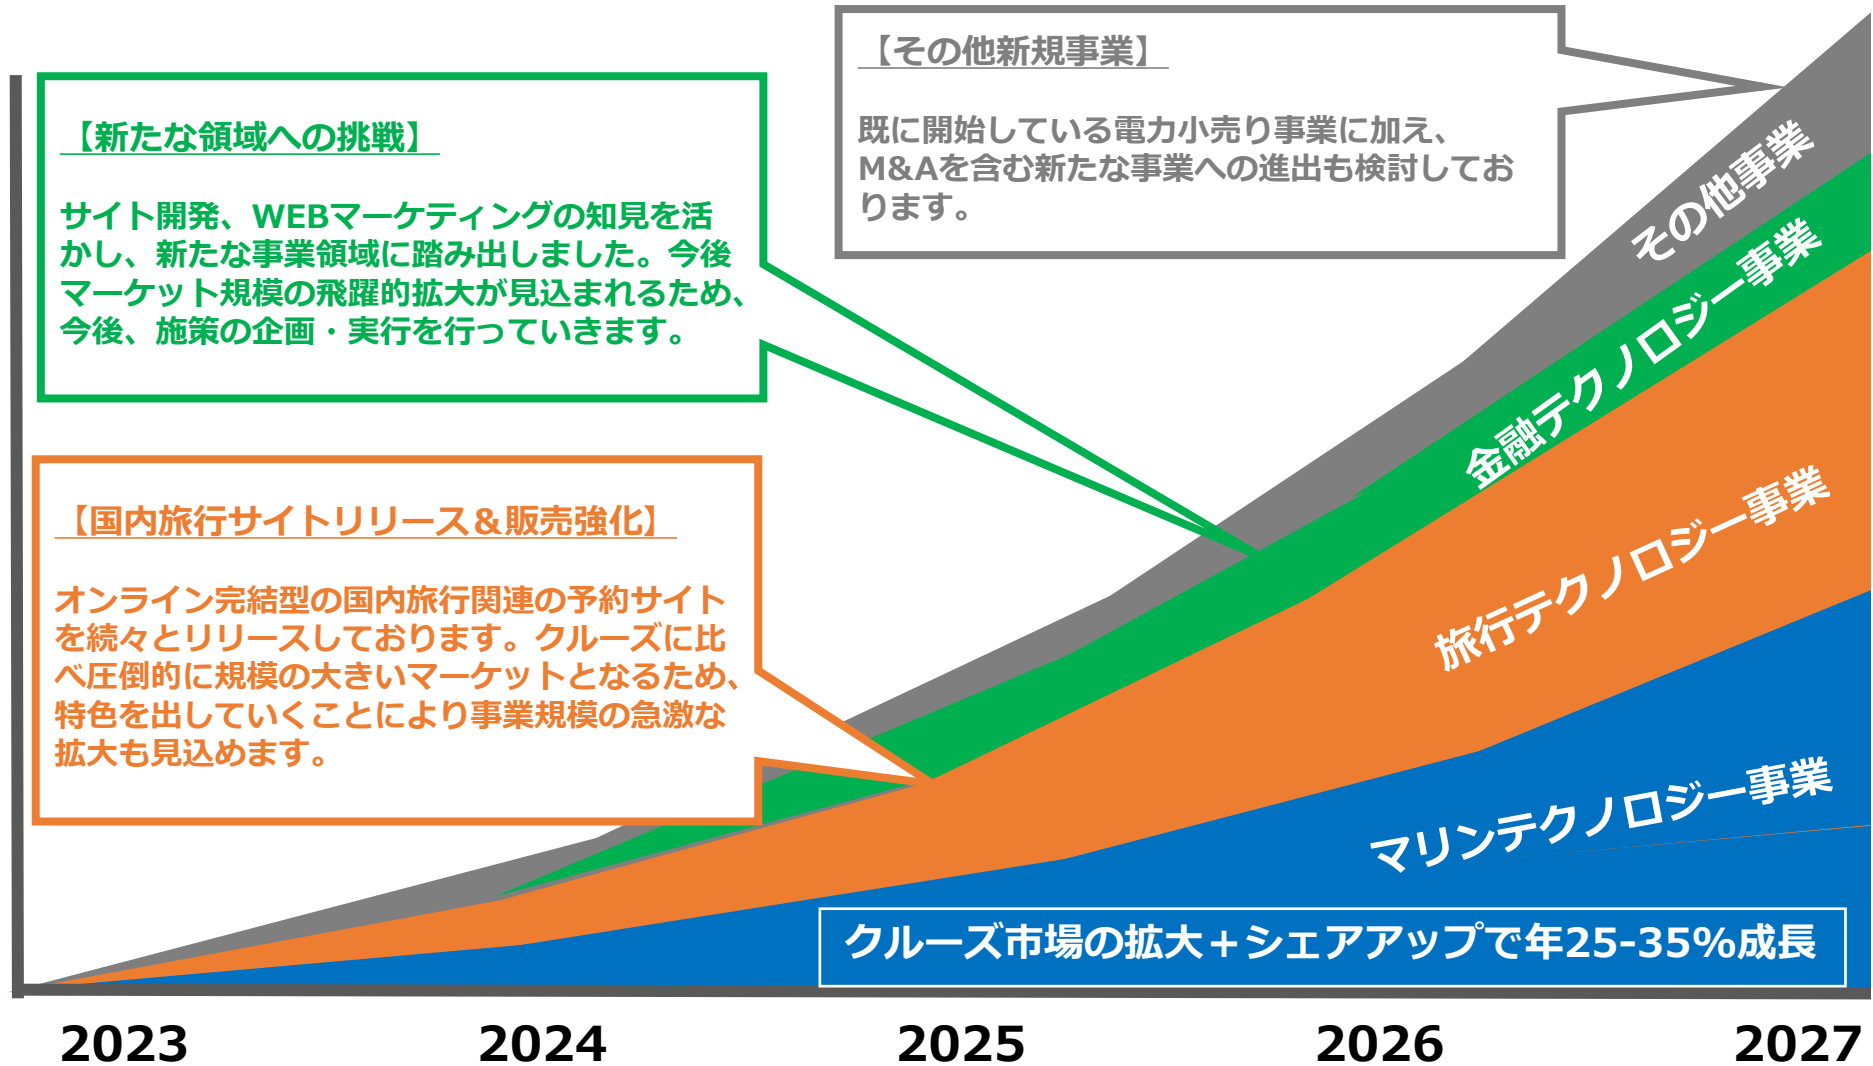 【その他新規事業】
既に開始している電力小売り事業に加え、
M&Aを含む新たな事業への進出も検討してお
ります。
【新たな領域への挑戦】
サイト開発、WEBマーケティングの知見を活
かし、新たな事業領域に踏み出しました。今後
マーケット規模の飛躍的拡大が見込まれるため、
今後、施策の企画・実行を行っていきます。
【国内旅行サイトリリース＆販売強化】
オンライン完結型の国内旅行関連の予約サイト
を続々とリリースしております。クルーズに比
べ圧倒的に規模の大きいマーケットとなるため、
特色を出していくことにより事業規模の急激な
拡大も見込めます。
その他事業
金融テクノロジー事業
旅行テクノロジー事業
マリンテクノロジー事業
クルーズ市場の拡大＋シェアアップで年25-35%成長
2023
2024
2025
2026
2027